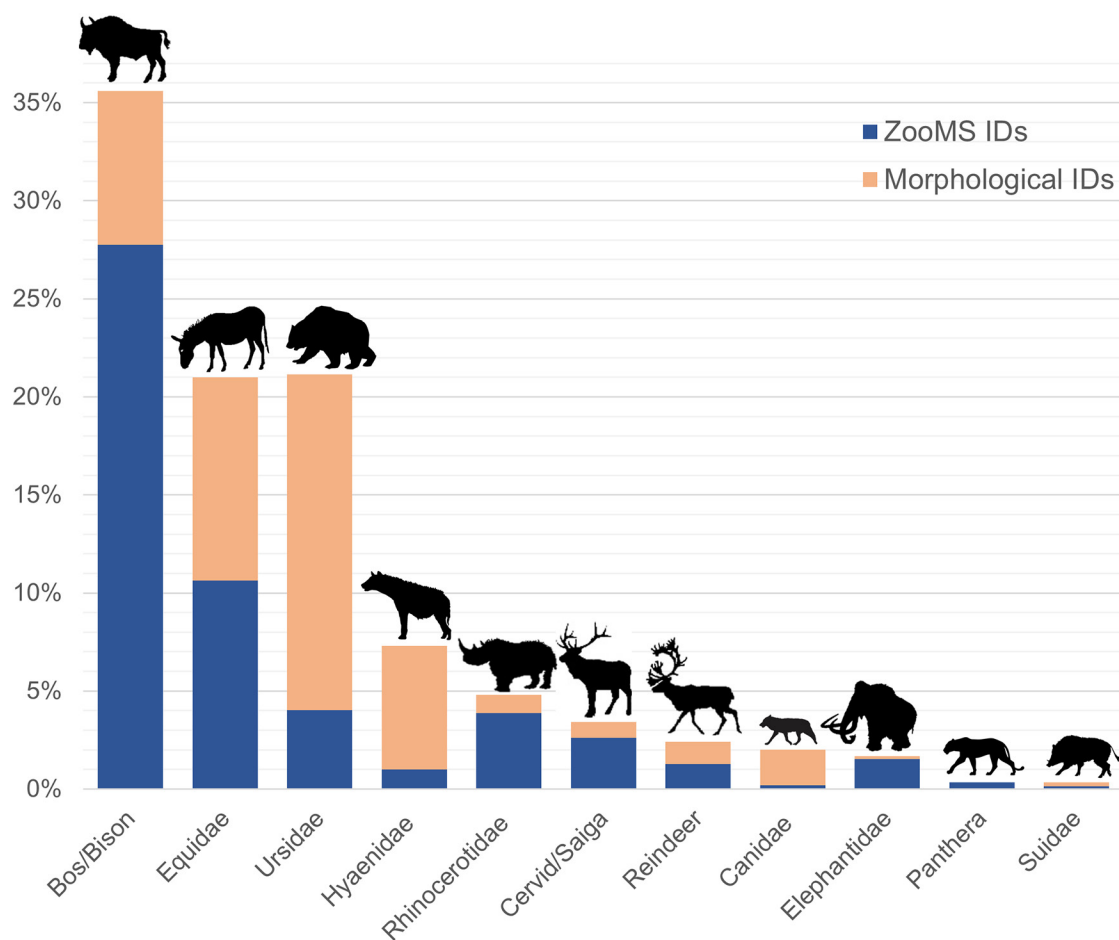 35%
30%
25%
20%
15%
10%
5%
0%
ZooMS IDs
Morphological IDs
Bos/Bison
Equidae
Ursidae
Hyaenidae
Rhinocerotidae
Cervid/Saiga
Reindeer
Canidae
Elephantidae
Panthera
Suidae